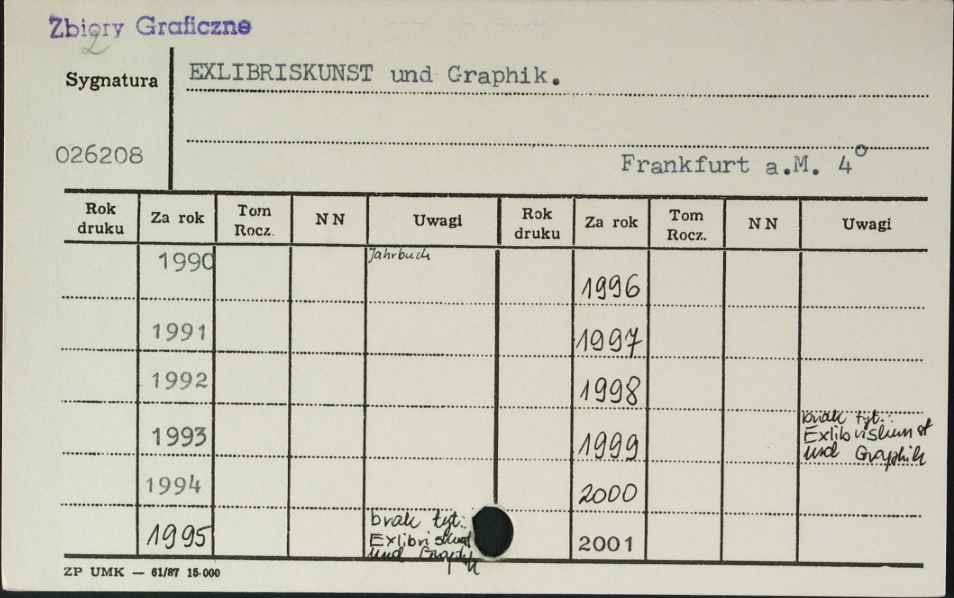 Zbiory Graficzne
2
Sygnatura
EXLIBRISKUNST und Graphik.
026208
Frankfurt a.M. 4°
Rok druku Za rok Tom Rocz. N N Uwagi Rok druku Za rok Tom Rocz. N N Uwagi
1990 Jahrbuch 1996
1991 1997
1992 1998
1993 1999 brak tyt.: Exlibriskunst und Graphik
1994 2000
1995 brak tyt.: Exlibriskunst und Graphik 2001
ZP UMK — 61/87 15·000